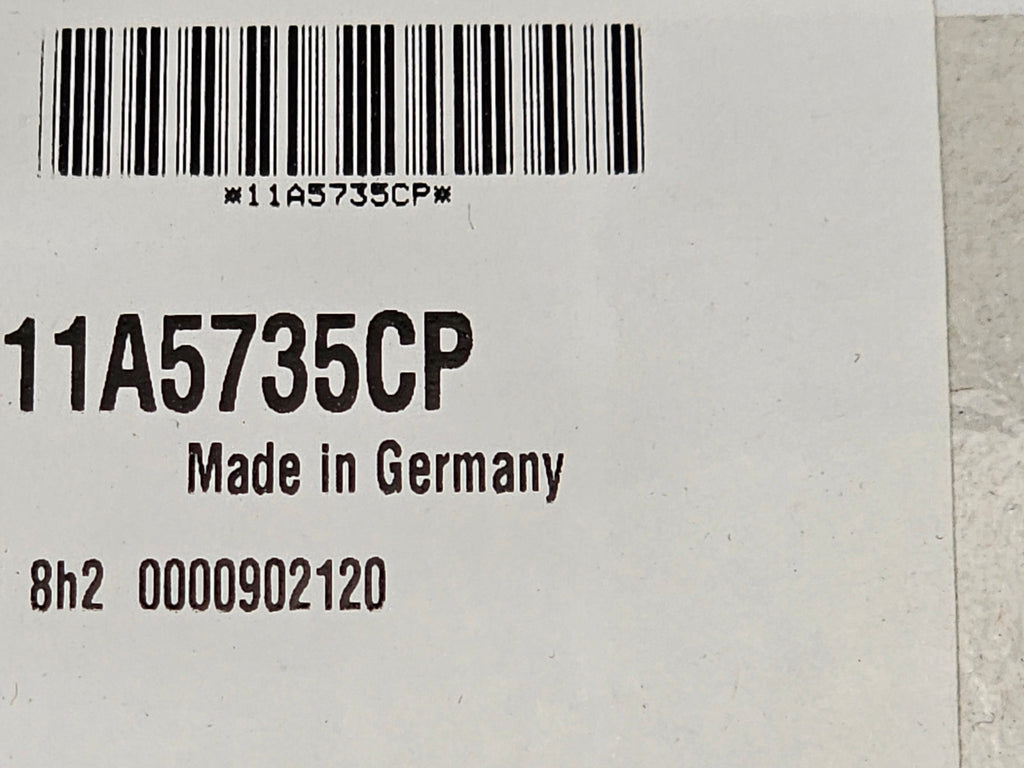 *11A5735CP*
11A5735CP
Made in Germany
8h2 0000902120